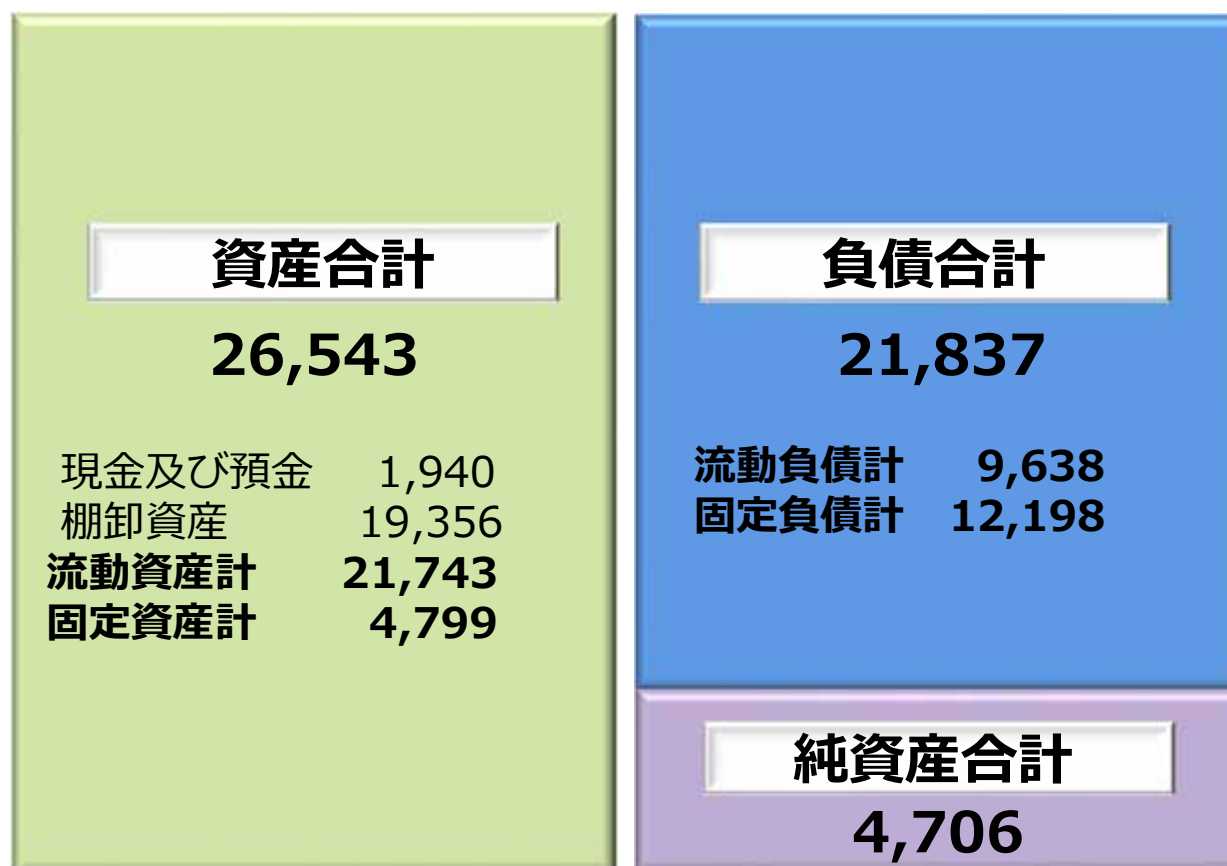 資産合計
26,543
現金及び預金 1,940
棚卸資産 19,356
流動資産計 21,743
固定資産計 4,799
負債合計
21,837
流動負債計 9,638
固定負債計 12,198
純資産合計
4,706